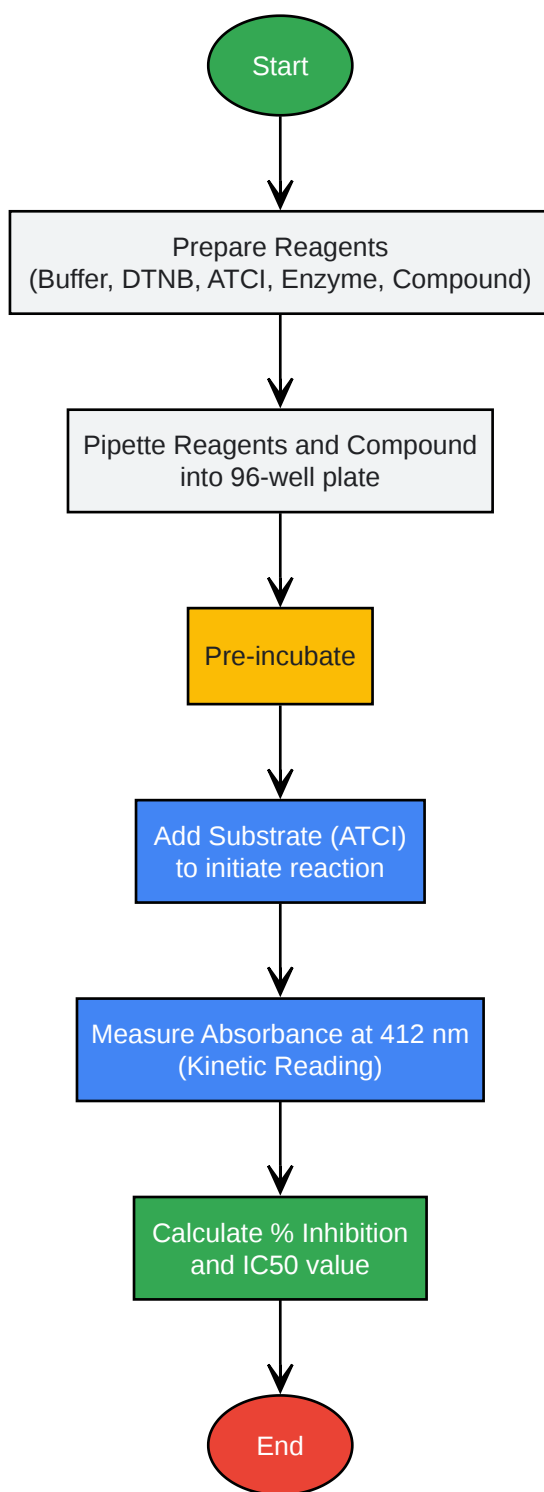 Start
Prepare Reagents
(Buffer, DTNB, ATCI, Enzyme, Compound)
Pipette Reagents and Compound
into 96-well plate
Pre-incubate
Add Substrate (ATCI)
to initiate reaction
Measure Absorbance at 412 nm
(Kinetic Reading)
Calculate % Inhibition
and IC50 value
End